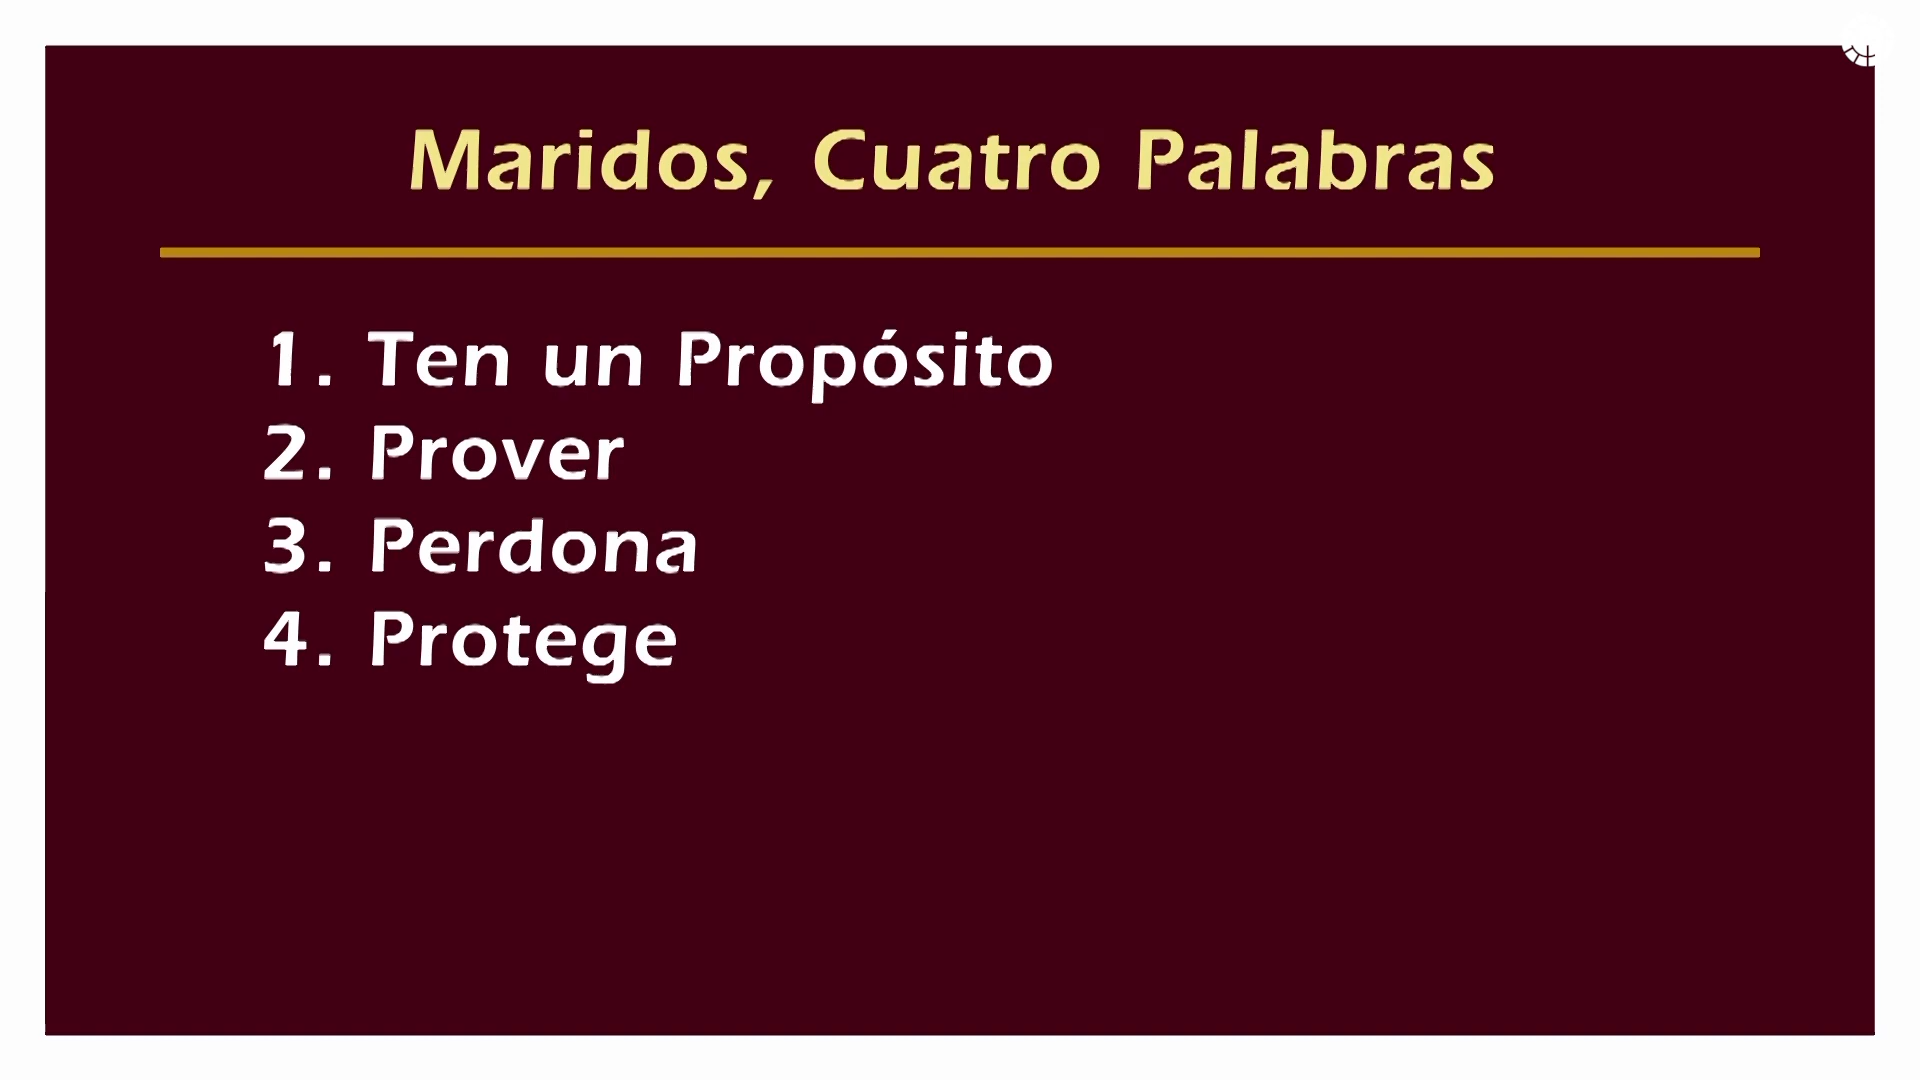 Maridos, Cuatro Palabras
1. Ten un Propósito
2. Prover
3. Perdona
4. Protege